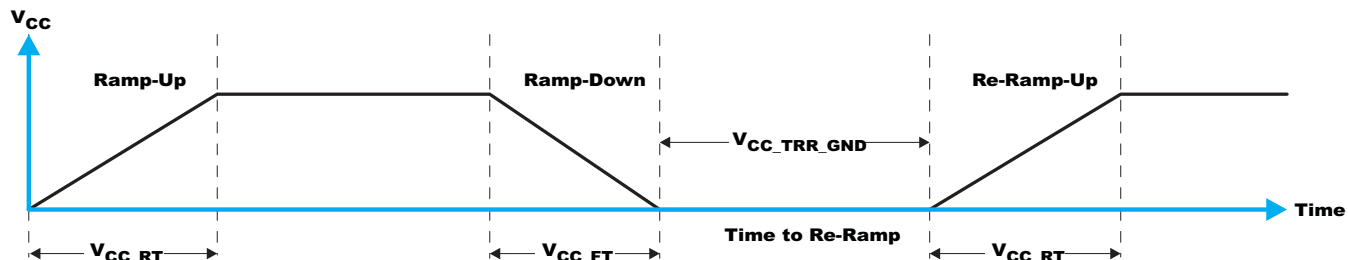 VCC
Ramp-Up
Ramp-Down
Re-Ramp-Up
VCC_TRR_GND
Time
Time to Re-Ramp
VCC_RT
VCC_FT
VCC_RT